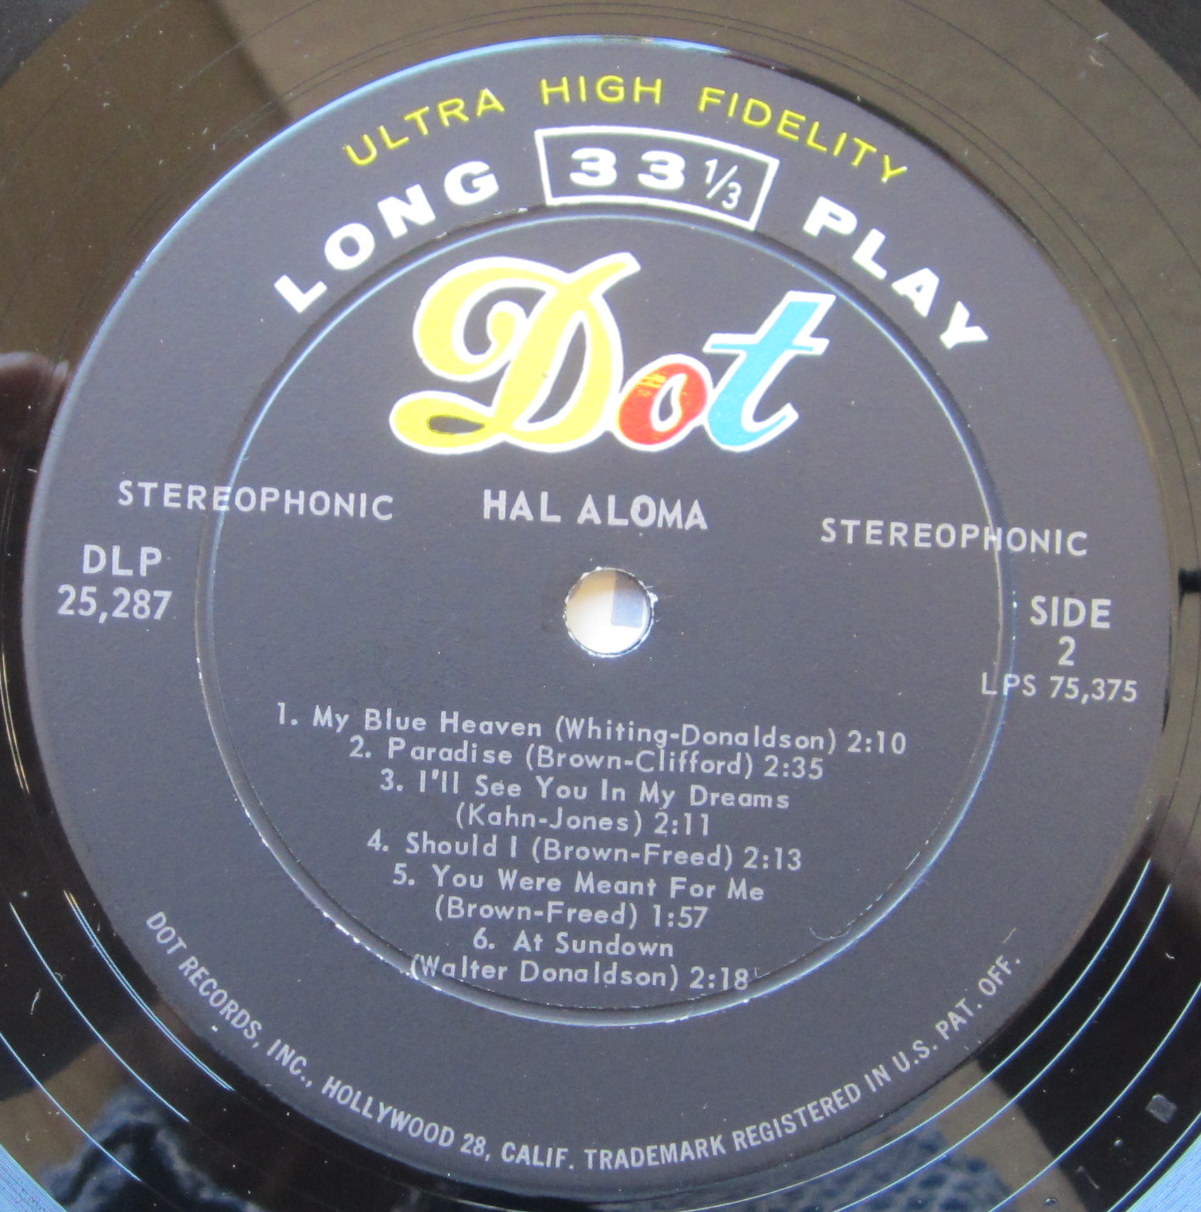 ULTRA HIGH FIDELITY
LONG 33 1/3 PLAY
Dot
STEREOPHONIC
HAL ALOMA
STEREOPHONIC
DLP
25,287
SIDE
2
LPS 75,375
1. My Blue Heaven (Whiting-Donaldson) 2:10
2. Paradise (Brown-Clifford) 2:35
3. I'll See You In My Dreams
(Kahn-Jones) 2:11
4. Should I (Brown-Freed) 2:13
5. You Were Meant For Me
(Brown-Freed) 1:57
6. At Sundown
(Walter Donaldson) 2:18
DOT RECORDS, INC., HOLLYWOOD 28, CALIF. TRADEMARK REGISTERED IN U.S. PAT. OFF.